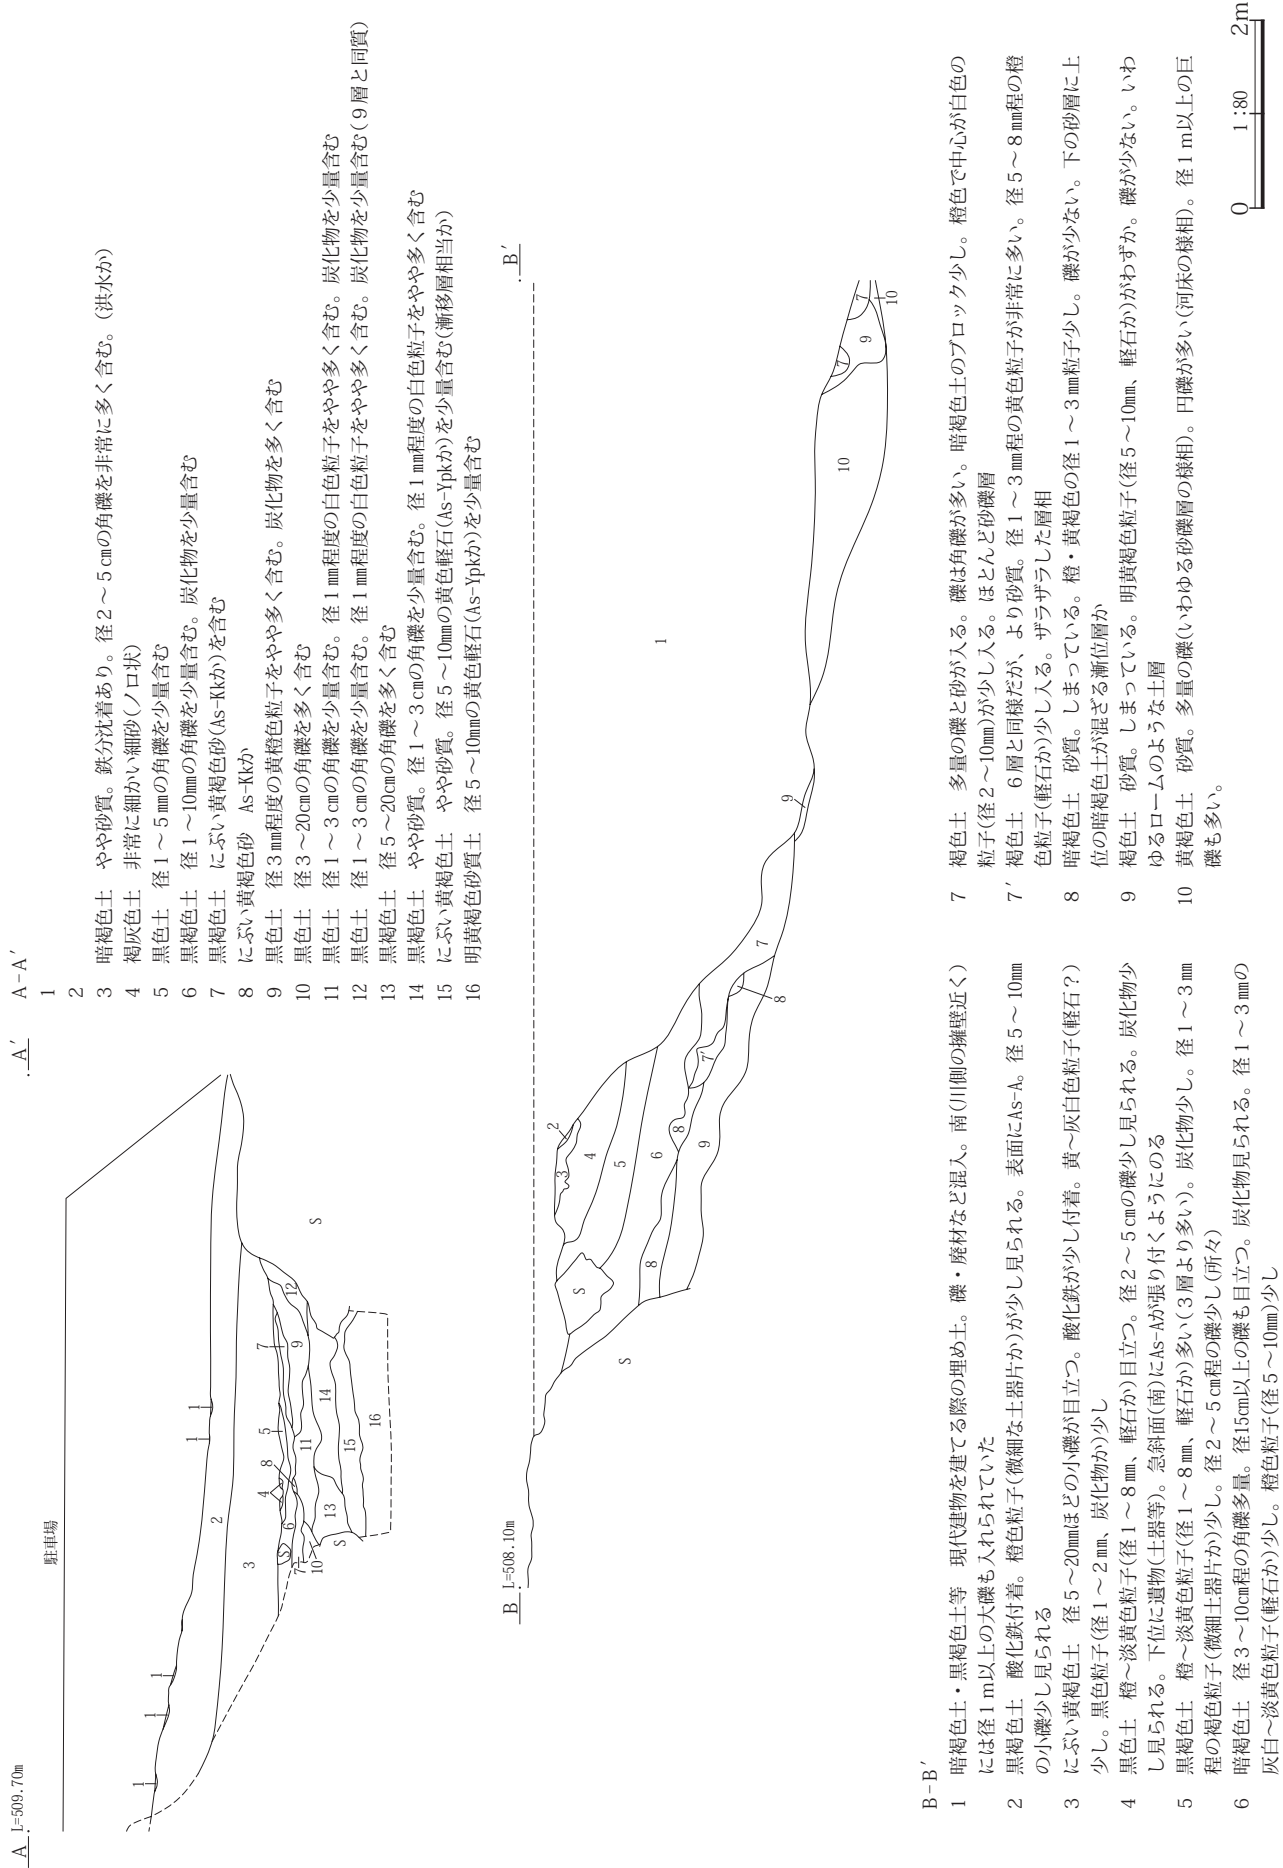 A L=509.70m
A′
駐車場
1
1
1
1
1
2
3
4
8
5
7
6
S
7
10
11
9
12
13
14
15
16
S
S
A-A′
1
2
3 暗褐色土 やや砂質。鉄分沈着あり。径2~5㎝の角礫を非常に多く含む。(洪水か)
4 褐灰色土 非常に細かい細砂(ノロ状)
5 黒色土 径1~5㎜の角礫を少量含む
6 黒褐色土 径1~10㎜の角礫を少量含む。炭化物を少量含む
7 黒褐色土 にぶい黄褐色砂(As-Kkか)を含む
8 にぶい黄褐色砂 As-Kkか
9 黒色土 径3㎜程度の黄橙色粒子をやや多く含む。炭化物を多く含む
10 黒褐色土 径3~20㎝の角礫を多く含む
11 黒色土 径1~3㎝の角礫を少量含む。径1㎜程度の白色粒子をやや多く含む。炭化物を少量含む
12 黒色土 径1~3㎝の角礫を少量含む。径1㎜程度の白色粒子をやや多く含む。炭化物を少量含む(9層と同質)
13 黒褐色土 径5~20㎝の角礫を多く含む
14 黒褐色土 やや砂質。径1~3㎝の角礫を少量含む。径1㎜程度の白色粒子をやや多く含む
15 にぶい黄褐色土 やや砂質。径5~10㎜の黄色軽石(As-Ypkか)を少量含む(漸移層相当か)
16 明黄褐色砂質土 径5~10㎜の黄色軽石(As-Ypkか)を少量含む
B L=508.10m
B′
1
2
3
4
5
6
S
S
8
8
7′
9
8
7
9
10
7
9
7
10
B-B′
1 暗褐色土・黒褐色土等 現代建物を建てる際の埋め土。礫・廃材など混入。南(川側の擁壁近く)
には径1m以上の大礫も入れられていた
2 黒褐色土 酸化鉄付着。橙色粒子(微細な土器片か)が少し見られる。表面にAs-A。径5~10㎜
の小礫少し見られる
3 にぶい黄褐色土 径5~20㎜ほどの小礫が目立つ。酸化鉄が少し付着。黄~灰白色粒子(軽石?)
少し。黒色粒子(径1~2㎜、炭化物か)少し
4 黒色土 橙~淡黄色粒子(径1~8㎜、軽石か)目立つ。径2~5㎝の礫少し見られる。炭化物少
し見られる。下位に遺物(土器等)。急斜面(南)にAs-Aが張り付くようにのる
5 黒褐色土 橙~淡黄色粒子(径1~8㎜、軽石か)多い(3層より多い)。炭化物少し。径1~3㎜
程の褐色粒子(微細土器片か)少し。径2~5㎝程の礫少し(所々)
6 暗褐色土 径3~10㎝程の角礫多量。径15㎝以上の礫も目立つ。炭化物見られる。径1~3㎜の
灰白~淡黄色粒子(軽石か)少し。橙色粒子(径5~10㎜)少し
7 褐色土 多量の礫と砂が入る。礫は角礫が多い。暗褐色土のブロック少し。橙色で中心が白色の
粒子(径2~10㎜)が少し入る。ほとんど砂礫層
7′ 褐色土 6層と同様だが、より砂質。径1~3㎜程の黄色粒子が非常に多い。径5~8㎜程の橙
色粒子(軽石か)少し入る。ザラザラした層相
8 暗褐色土 砂質。しまっている。橙・黄褐色の径1~3㎜粒子少し。礫が少ない。下の砂層に上
位の暗褐色土が混ざる漸位層か
9 褐色土 砂質。しまっている。明黄褐色粒子(径5~10㎜、軽石か)がわずか。礫が少ない。いわ
ゆるロームのような土層
10 黄褐色土 砂質。多量の礫(いわゆる砂礫層の様相)。円礫が多い(河床の様相)。径1m以上の巨
礫も多い。
0 1:80 2m